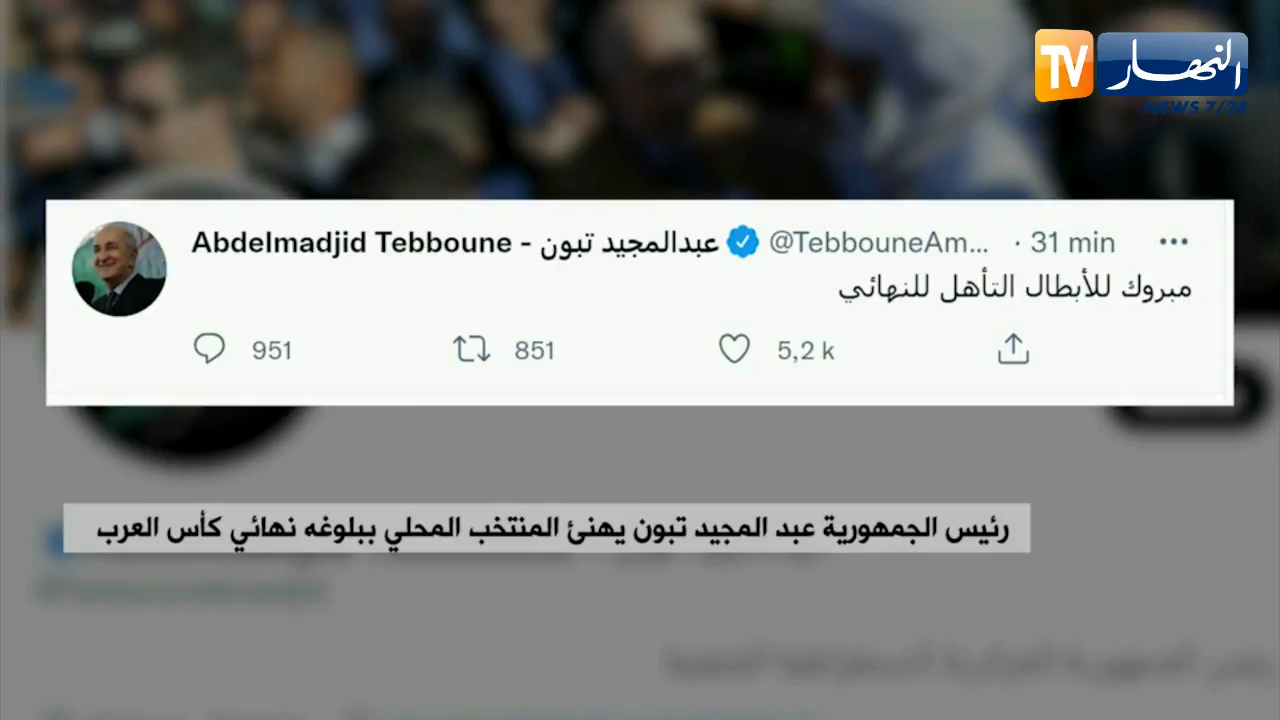 TV النهار
NEWS 7/24
Abdelmadjid Tebboune - عبدالمجيد تبون @TebbouneAm... · 31 min
مبروك للأبطال التأهل للنهائي
951 851 5,2 k
رئيس الجمهورية عبد المجيد تبون يهنئ المنتخب المحلي ببلوغه نهائي كأس العرب